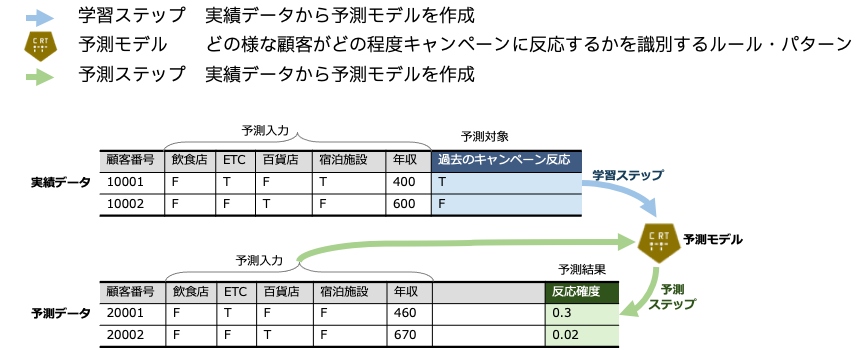 学習ステップ 実績データから予測モデルを作成
CRT 予測モデル どの様な顧客がどの程度キャンペーンに反応するかを識別するルール・パターン
予測ステップ 実績データから予測モデルを作成
予測入力 予測対象
顧客番号 飲食店 ETC 百貨店 宿泊施設 年収 過去のキャンペーン反応
実績データ 10001 F T F T 400 T
10002 F F T F 600 F
学習ステップ
CRT 予測モデル
予測入力 予測結果
顧客番号 飲食店 ETC 百貨店 宿泊施設 年収 反応確度
予測データ 20001 F T F F 460 0.3
20002 F F T F 670 0.02
予測
ステップ